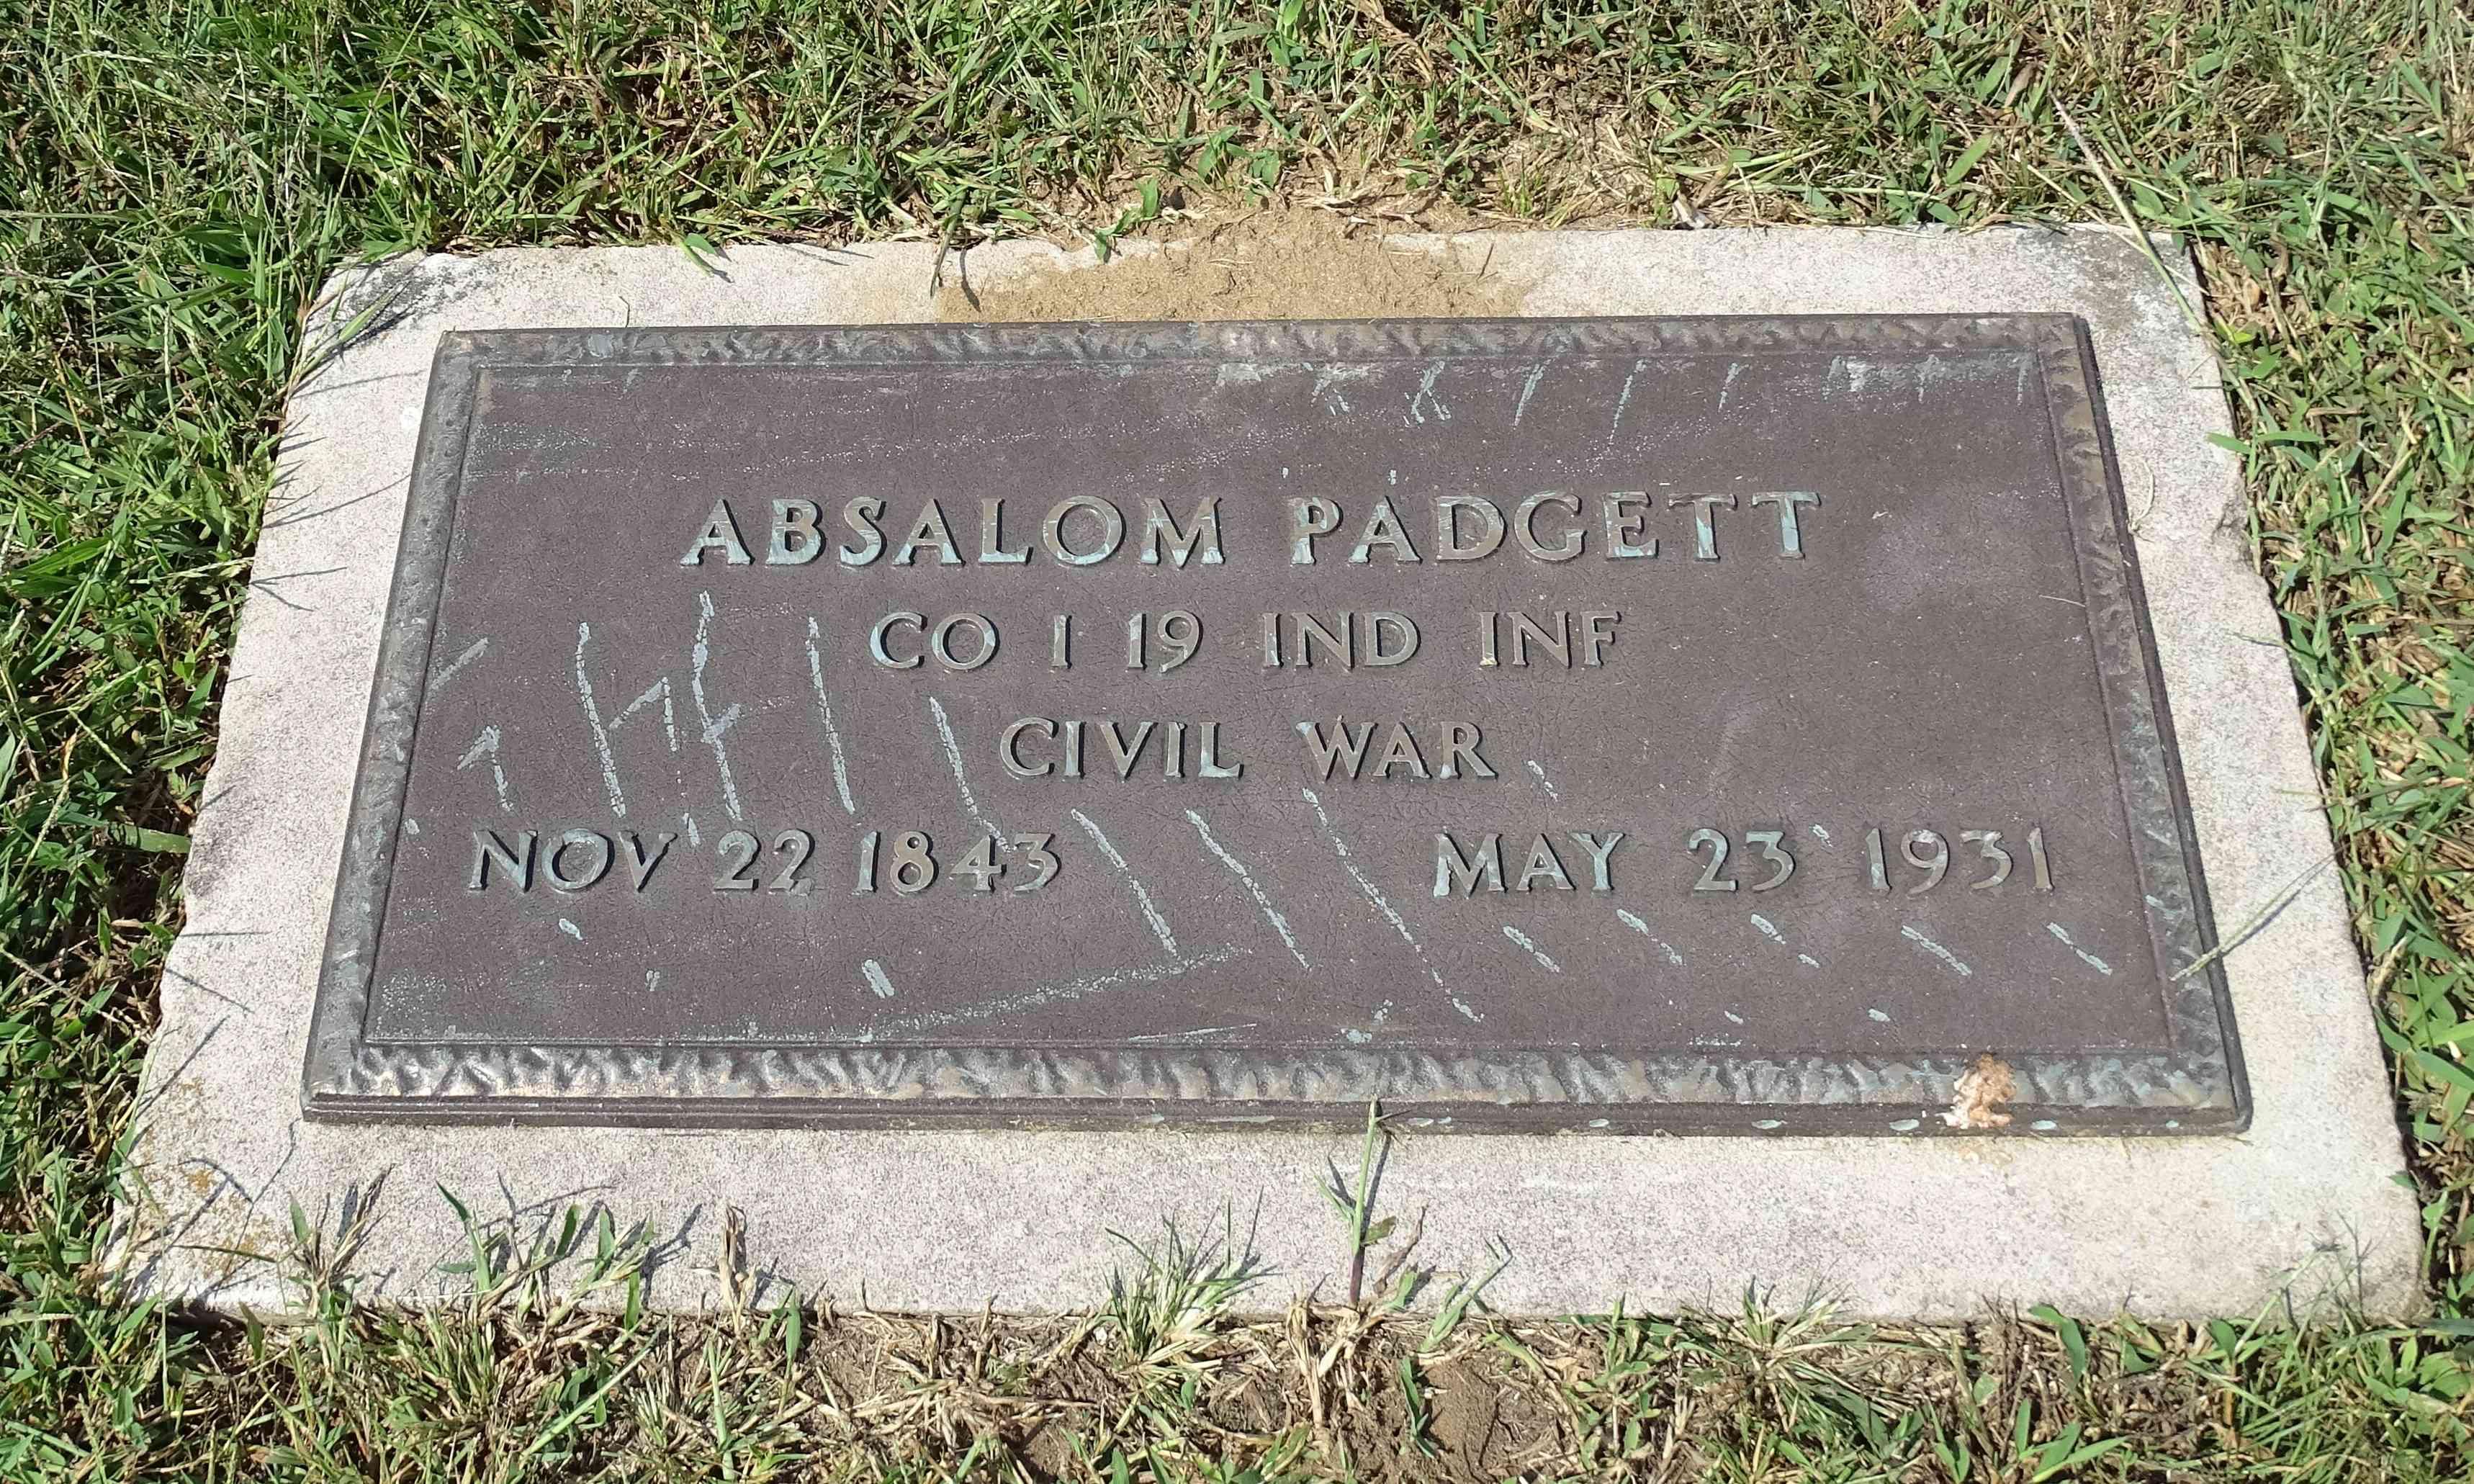 ABSALOM PADGETT
CO I 19 IND INF
CIVIL WAR
NOV 22 1843 MAY 23 1931